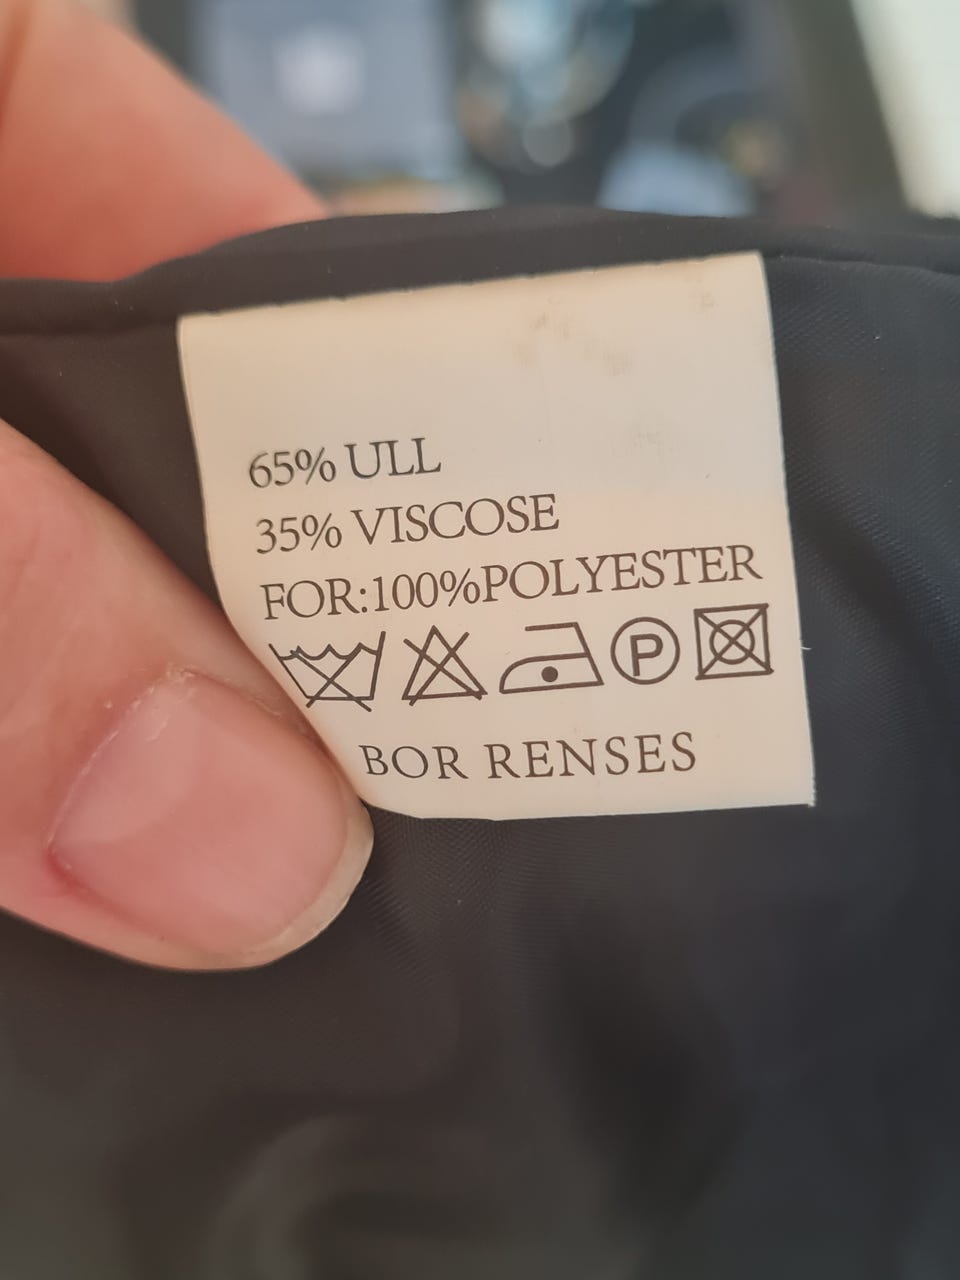 65% ULL
35% VISCOSE
FOR:100%POLYESTER
P
BOR RENSES